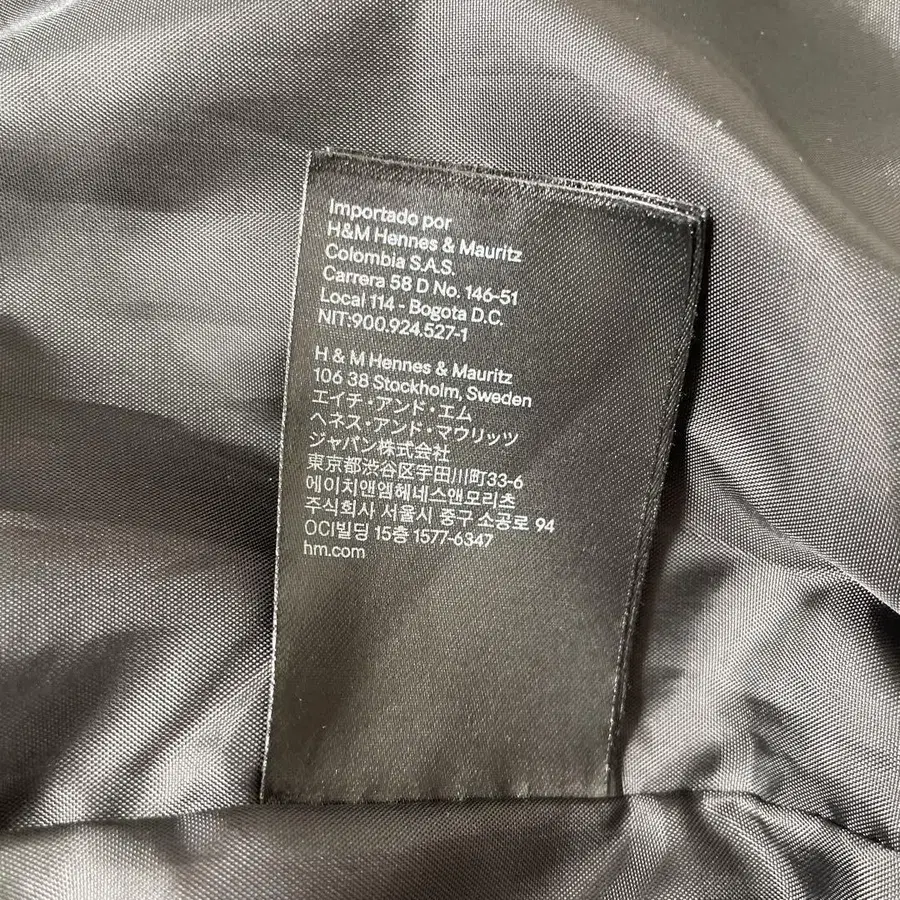 Importado por
H&M Hennes & Mauritz
Colombia S.A.S.
Carrera 58 D No. 146-51
Local 114 - Bogota D.C.
NIT:900.924.527-1
H & M Hennes & Mauritz
106 38 Stockholm, Sweden
エイチ・アンド・エム
ヘネス・アンド・マウリッツ
ジャパン株式会社
東京都渋谷区宇田川町33-6
에이치앤엠헤네스앤모리츠
주식회사 서울시 중구 소공로 94
OCI빌딩 15층 1577-6347
hm.com